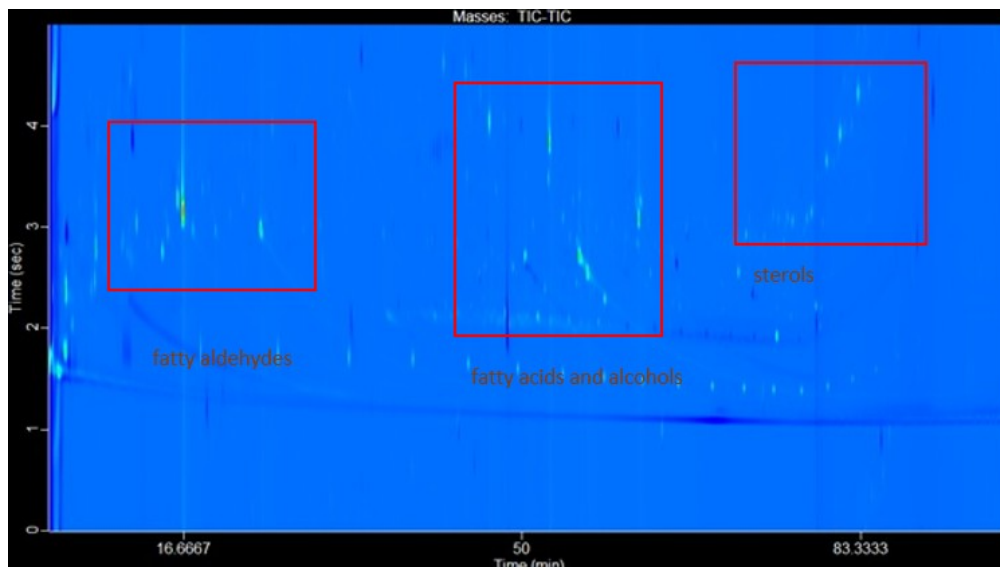 Masses: TIC-TIC
Time (sec)
4
3
2
1
0
fatty aldehydes
fatty acids and alcohols
sterols
16.6667
50
83.3333
Time (min)